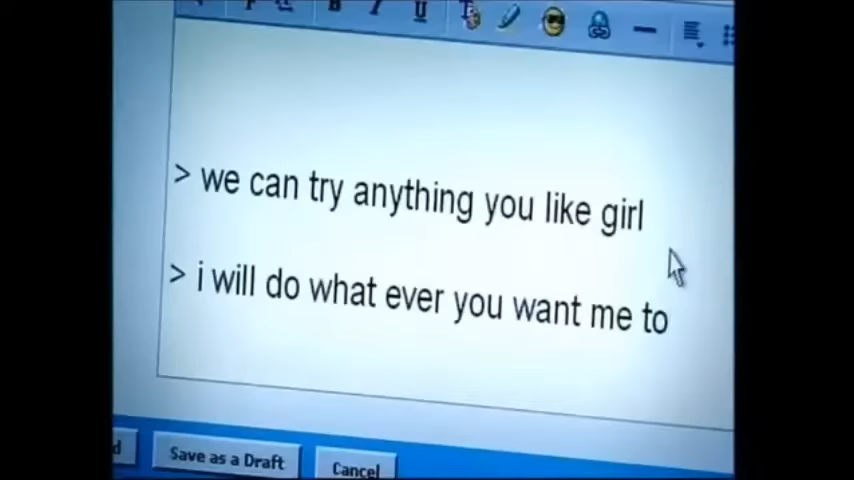 B I U
> we can try anything you like girl
> i will do what ever you want me to
d Save as a Draft Cancel